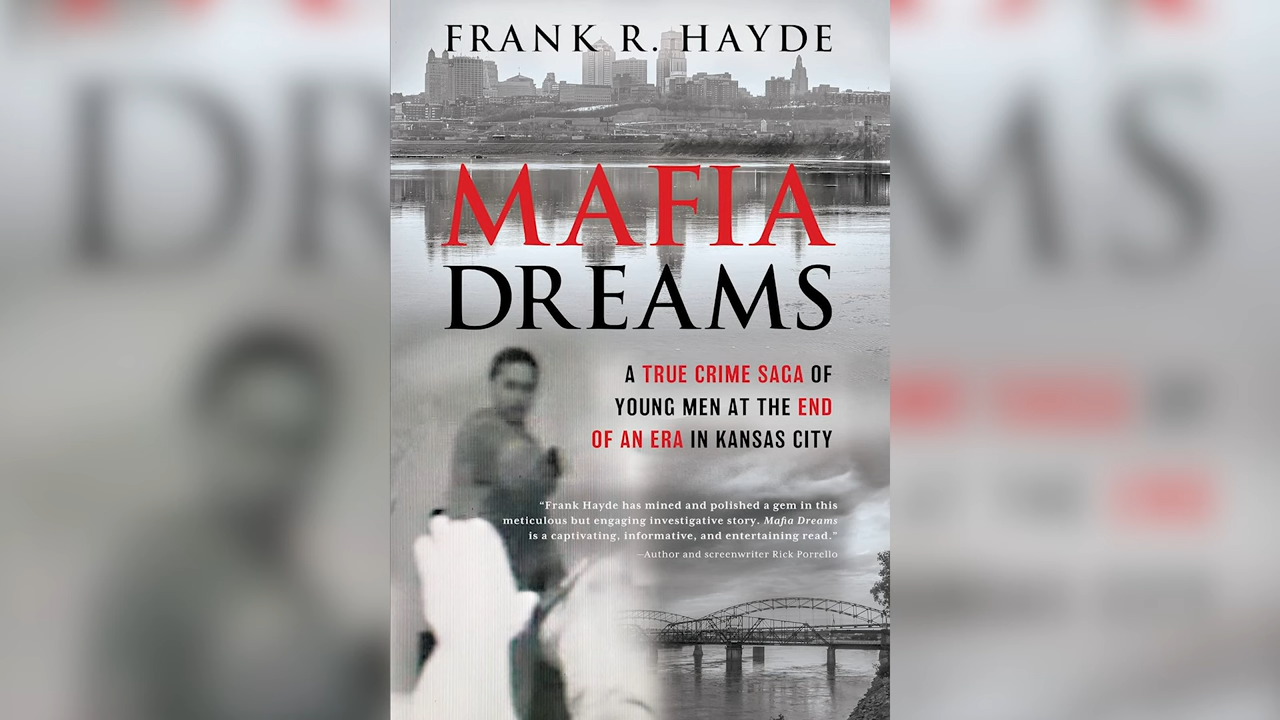 FRANK R. HAYDE
MAFIA
DREAMS
A TRUE CRIME SAGA OF
YOUNG MEN AT THE END
OF AN ERA IN KANSAS CITY
“Frank Hayde has mined and polished a gem in this
meticulous but engaging investigative story. Mafia Dreams
is a captivating, informative, and entertaining read.”
—Author and screenwriter Rick Porrello